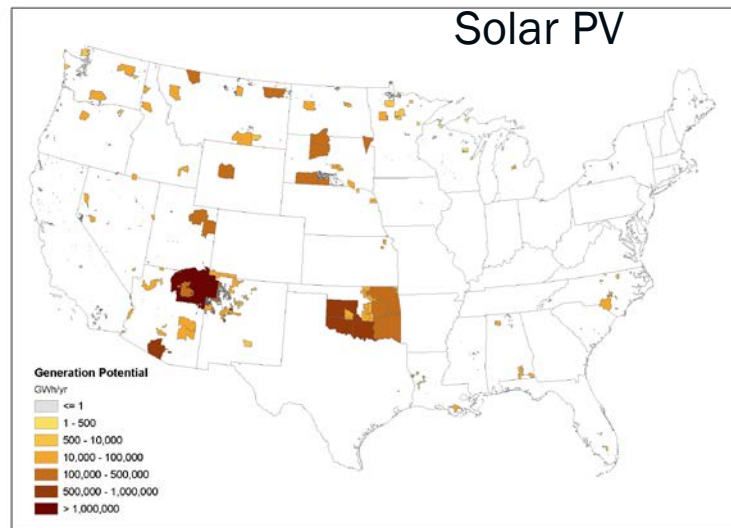 Solar PV
Generation Potential
GWh/yr
<= 1
1 - 500
500 - 10,000
10,000 - 100,000
100,000 - 500,000
500,000 - 1,000,000
> 1,000,000